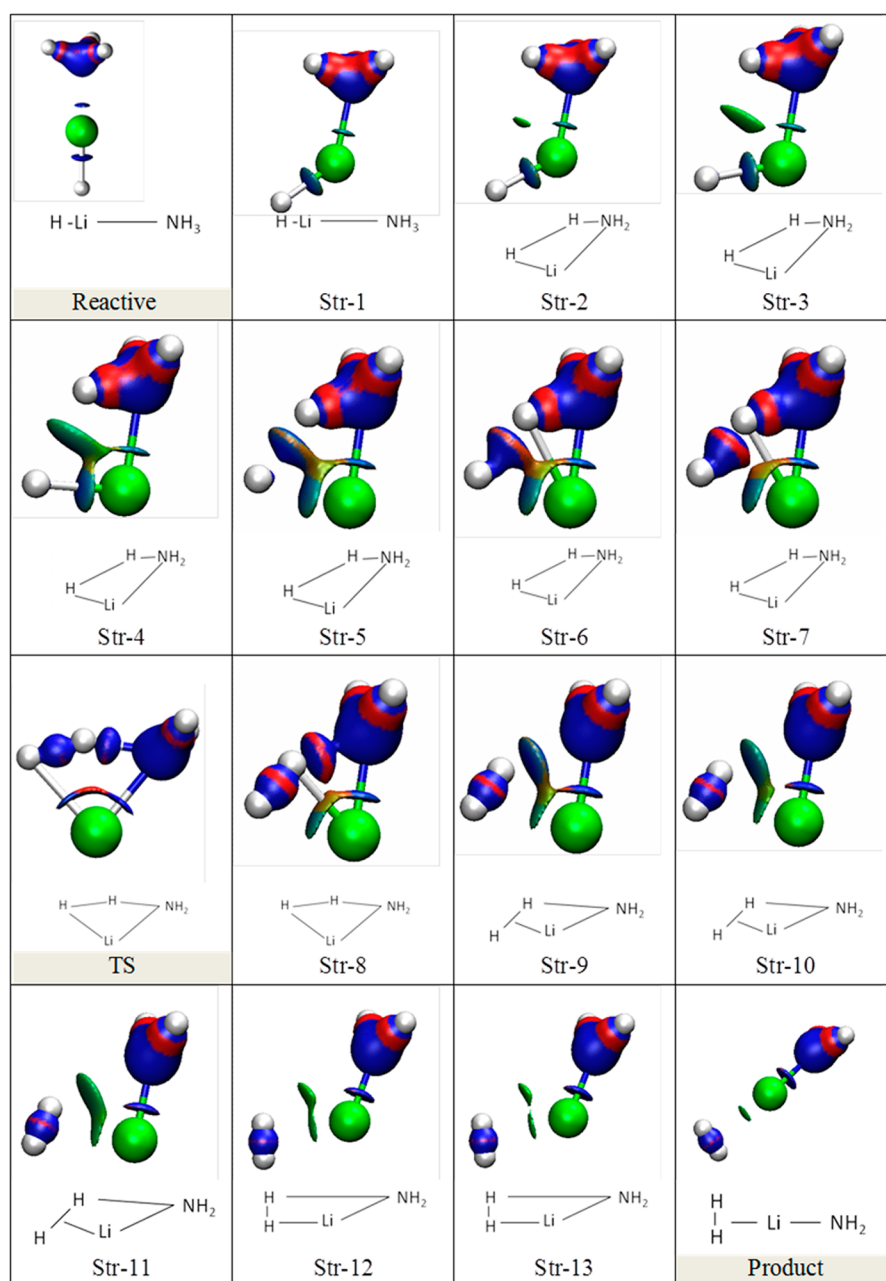 H -Li NH3
Reactive
H -Li NH3
Str-1
H NH2
H
Li
Str-2
H NH2
H
Li
Str-3
H NH2
H
Li
Str-4
H NH2
H
Li
Str-5
H NH2
H
Li
Str-6
H NH2
H
Li
Str-7
H H NH2
Li
TS
H H NH2
Li
Str-8
H NH2
H Li
Str-9
H NH2
H Li
Str-10
H NH2
H Li
Str-11
H NH2
H Li
Str-12
H NH2
H Li
Str-13
H
Li NH2
H
Product